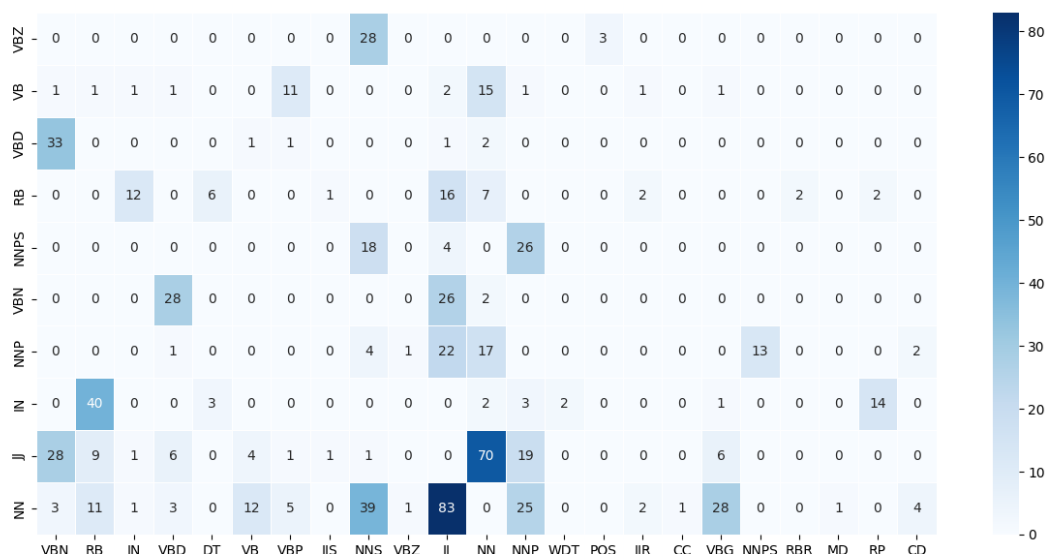 VBZ 0 0 0 0 0 0 0 0 28 0 0 0 0 0 3 0 0 0 0 0 0 0 0
VB 1 1 1 1 0 0 11 0 0 0 2 15 1 0 0 1 0 1 0 0 0 0 0
VBD 33 0 0 0 0 1 1 0 0 0 1 2 0 0 0 0 0 0 0 0 0 0 0
RB 0 0 12 0 6 0 0 1 0 0 16 7 0 0 0 2 0 0 0 2 0 2 0
NNPS 0 0 0 0 0 0 0 0 18 0 4 0 26 0 0 0 0 0 0 0 0 0 0
VBN 0 0 0 28 0 0 0 0 0 0 26 2 0 0 0 0 0 0 0 0 0 0 0
NNP 0 0 0 1 0 0 0 0 4 1 22 17 0 0 0 0 0 0 13 0 0 0 2
IN 0 40 0 0 3 0 0 0 0 0 0 2 3 2 0 0 0 1 0 0 0 14 0
JJ 28 9 1 6 0 4 1 1 1 0 0 70 19 0 0 0 0 6 0 0 0 0 0
NN 3 11 1 3 0 12 5 0 39 1 83 0 25 0 0 2 1 28 0 0 1 0 4
VBN RB IN VBD DT VB VBP JJS NNS VBZ JJ NN NNP WDT POS JJR CC VBG NNPS RBR MD RP CD
80
70
60
50
40
30
20
10
0